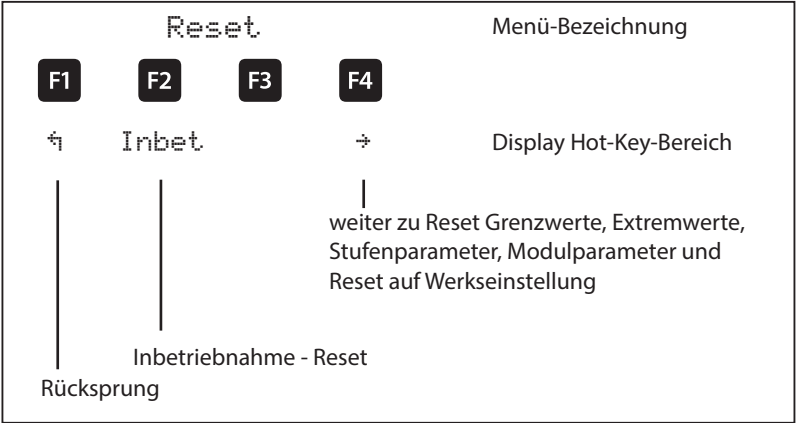 Reset Menü-Bezeichnung
F1 F2 F3 F4
↰ Inbet → Display Hot-Key-Bereich
weiter zu Reset Grenzwerte, Extremwerte,
Stufenparameter, Modulparameter und
Reset auf Werkseinstellung
Inbetriebnahme - Reset
Rücksprung